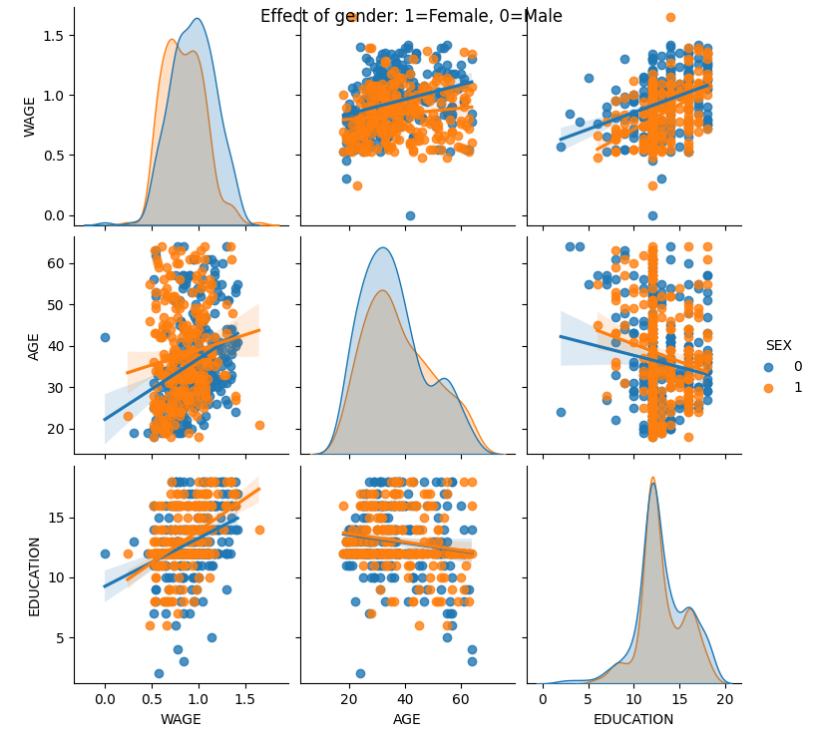 Effect of gender: 1=Female, 0=Male
1.5
1.0
0.5
0.0
WAGE
60
50
40
30
20
AGE
SEX
0
1
15
10
5
EDUCATION
0.0 0.5 1.0 1.5
20 40 60
0 5 10 15 20
WAGE
AGE
EDUCATION